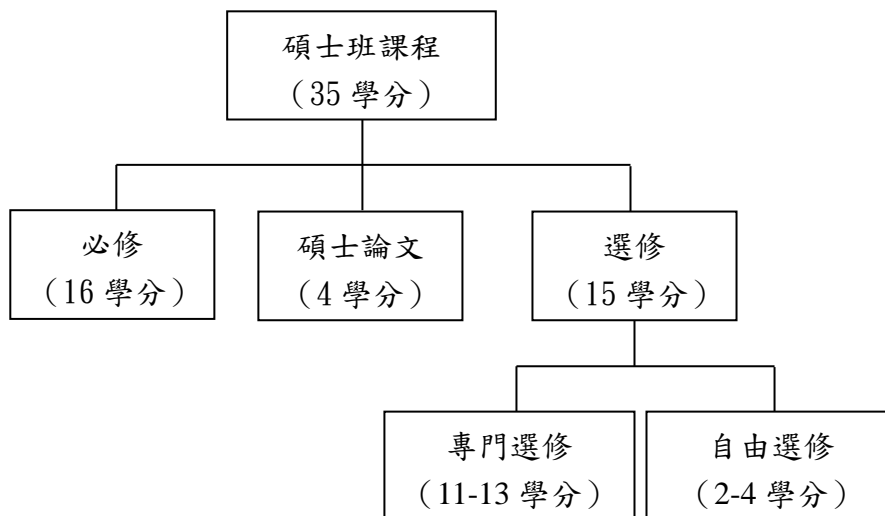 碩士班課程
（35 學分）
必修
（16 學分）
碩士論文
（4 學分）
選修
（15 學分）
專門選修
（11-13 學分）
自由選修
（2-4 學分）